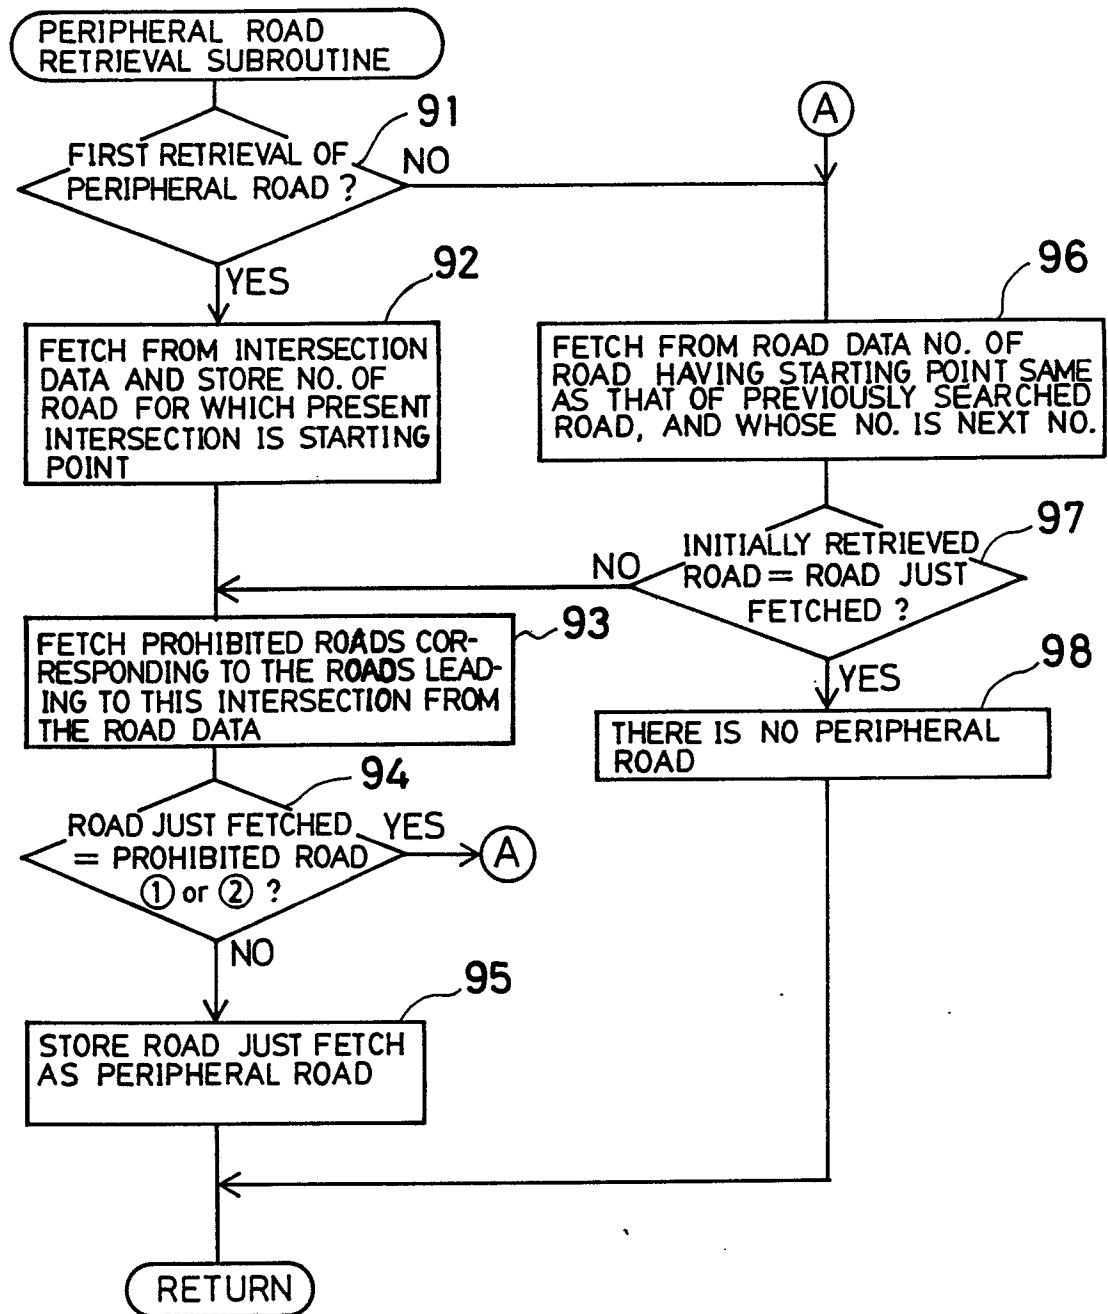 PERIPHERAL ROAD
RETRIEVAL SUBROUTINE
91
FIRST RETRIEVAL OF
PERIPHERAL ROAD ?
NO
YES
A
92
FETCH FROM INTERSECTION
DATA AND STORE NO. OF
ROAD FOR WHICH PRESENT
INTERSECTION IS STARTING
POINT
96
FETCH FROM ROAD DATA NO. OF
ROAD HAVING STARTING POINT SAME
AS THAT OF PREVIOUSLY SEARCHED
ROAD, AND WHOSE NO. IS NEXT NO.
97
INITIALLY RETRIEVED
ROAD = ROAD JUST
FETCHED ?
NO
YES
93
FETCH PROHIBITED ROADS COR-
RESPONDING TO THE ROADS LEAD-
ING TO THIS INTERSECTION FROM
THE ROAD DATA
98
THERE IS NO PERIPHERAL
ROAD
94
ROAD JUST FETCHED
= PROHIBITED ROAD
① or ② ?
YES
A
NO
95
STORE ROAD JUST FETCH
AS PERIPHERAL ROAD
RETURN